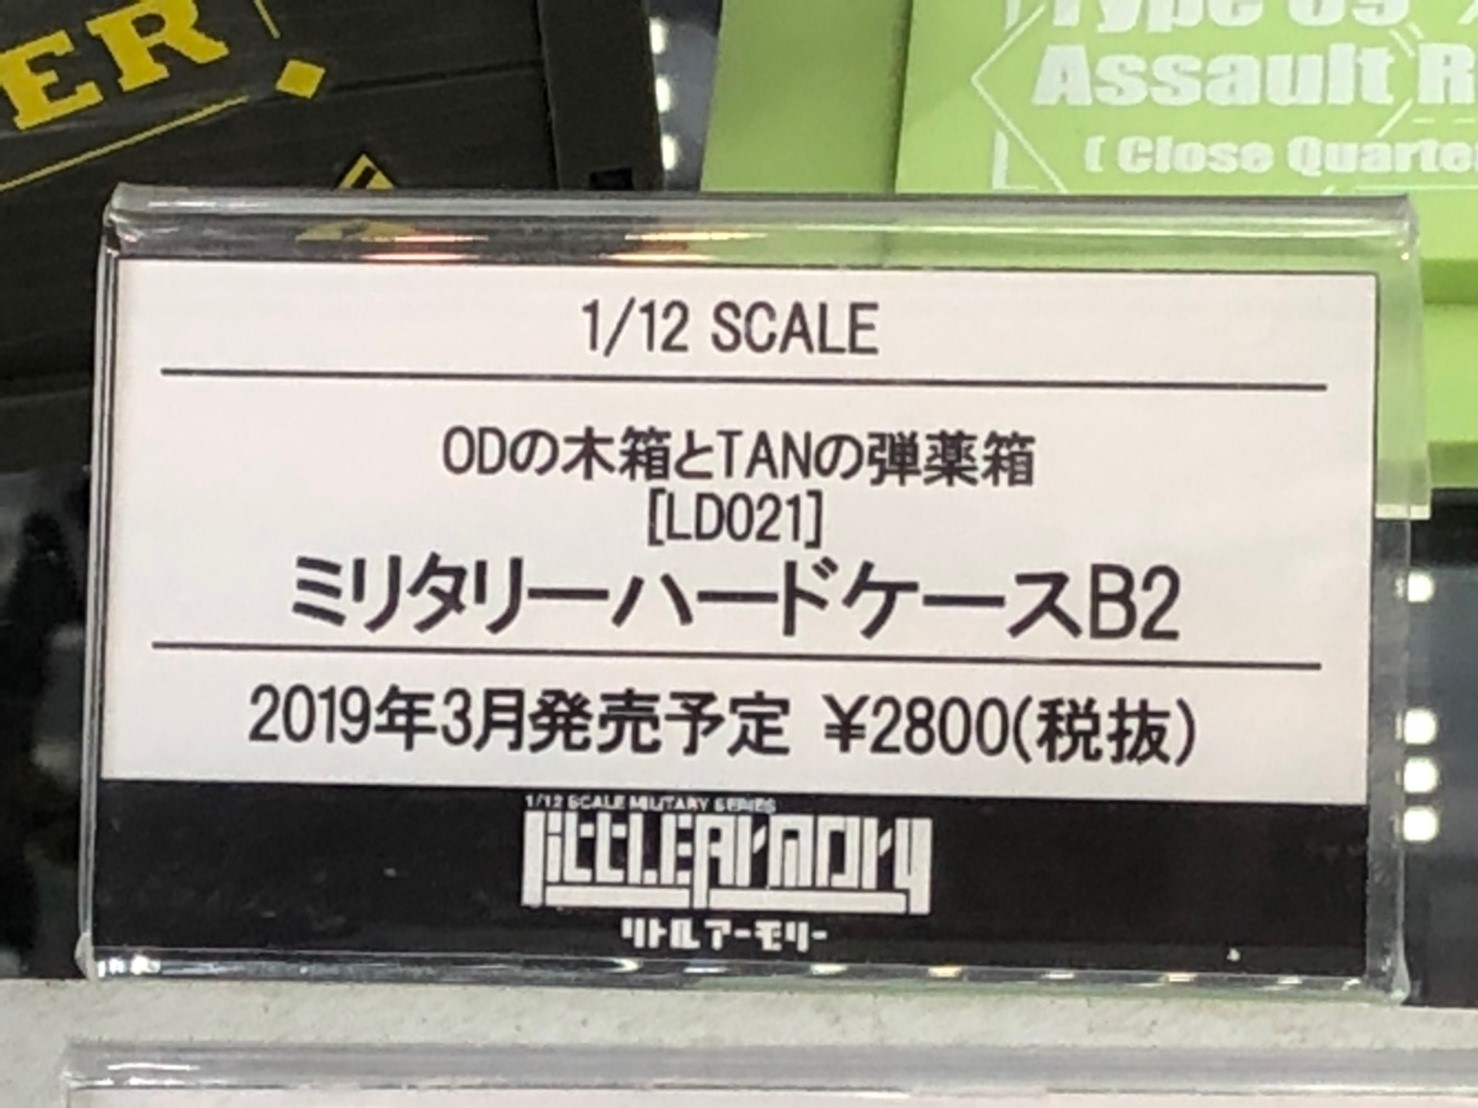 ER
Type 89
Assault R
( Close Quarte
1/12 SCALE
ODの木箱とTANの弾薬箱
[LD021]
ミリタリーハードケースB2
2019年3月発売予定 ¥2800(税抜)
1/12 SCALE MILITARY SERIES
LittLEArmory
リトルアーモリー